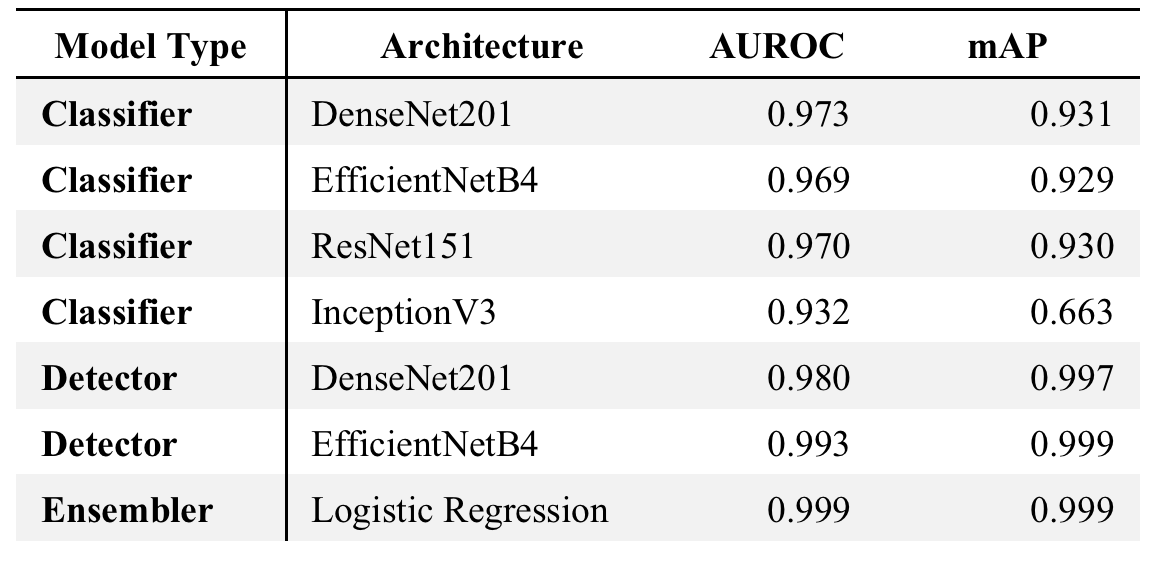 Model Type Architecture AUROC mAP
Classifier DenseNet201 0.973 0.931
Classifier EfficientNetB4 0.969 0.929
Classifier ResNet151 0.970 0.930
Classifier InceptionV3 0.932 0.663
Detector DenseNet201 0.980 0.997
Detector EfficientNetB4 0.993 0.999
Ensembler Logistic Regression 0.999 0.999